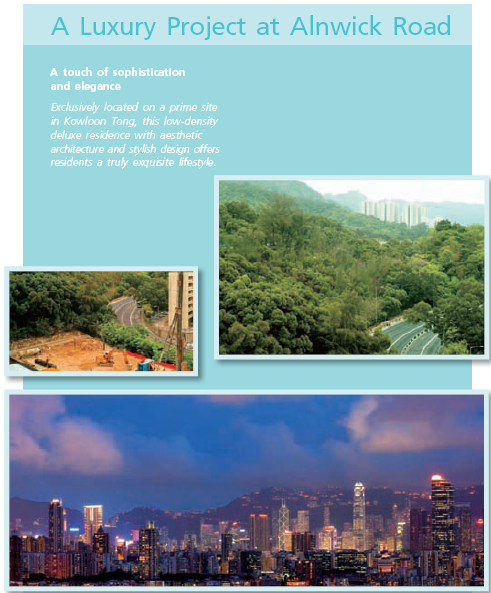 A Luxury Project at Alnwick Road
A touch of sophistication
and elegance
Exclusively located on a prime site
in Kowloon Tong, this low-density
deluxe residence with aesthetic
architecture and stylish design offers
residents a truly exquisite lifestyle.